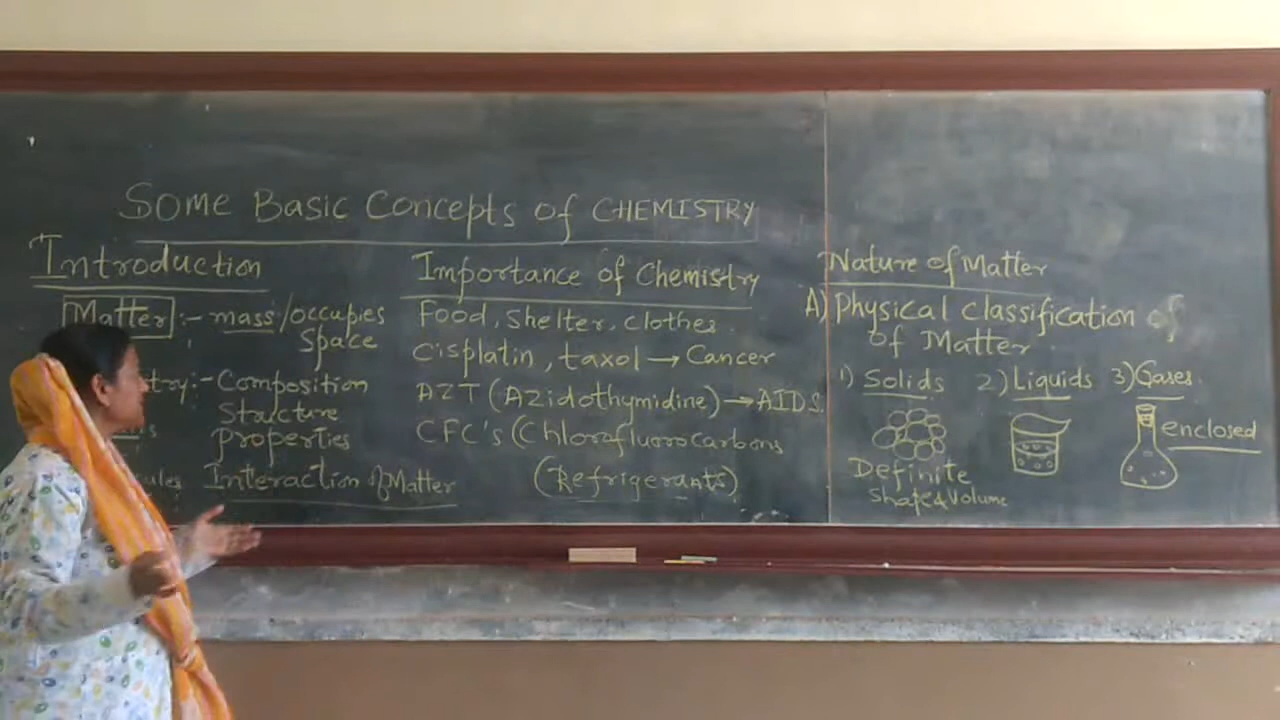 Some Basic Concepts of CHEMISTRY
Introduction
Matter :- mass/occupies
Space
:- Composition
Structure
properties
Interaction of Matter
Importance of Chemistry
Food, Shelter, Clothes.
Cisplatin, taxol → Cancer
AZT (Azidothymidine) → AIDS.
CFC's (Chlorofluorocarbons
(Refrigerants)
Nature of Matter
A) Physical classification of
of Matter.
1) Solids 2) Liquids 3) Gases.
enclosed
Definite
Shape & Volume